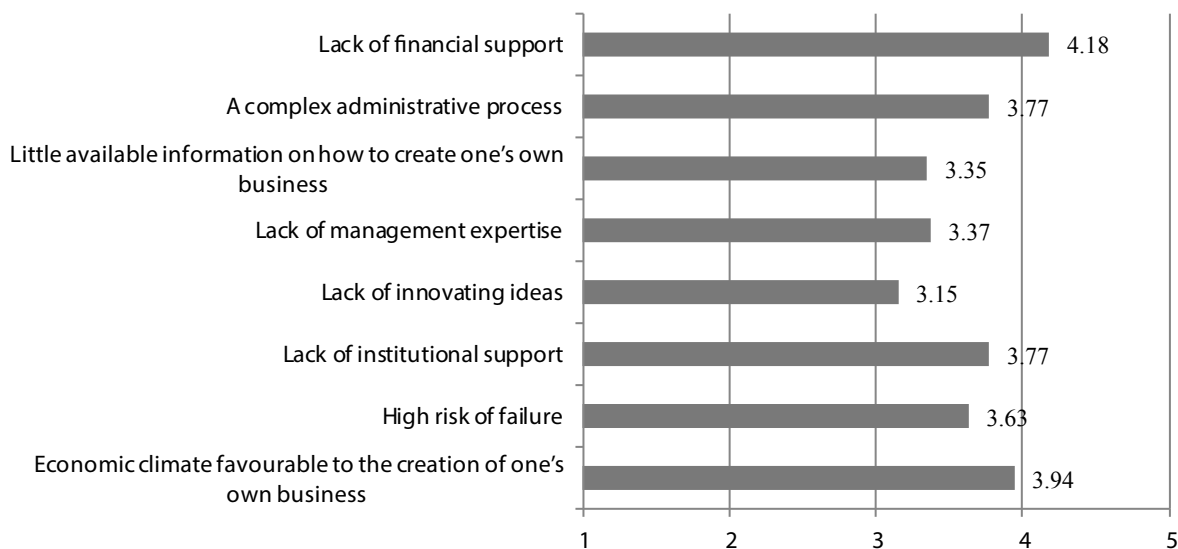 Lack of financial support
4.18
A complex administrative process
3.77
Little available information on how to create one's own
business
3.35
Lack of management expertise
3.37
Lack of innovating ideas
3.15
Lack of institutional support
3.77
High risk of failure
3.63
Economic climate favourable to the creation of one's
own business
3.94
1 2 3 4 5